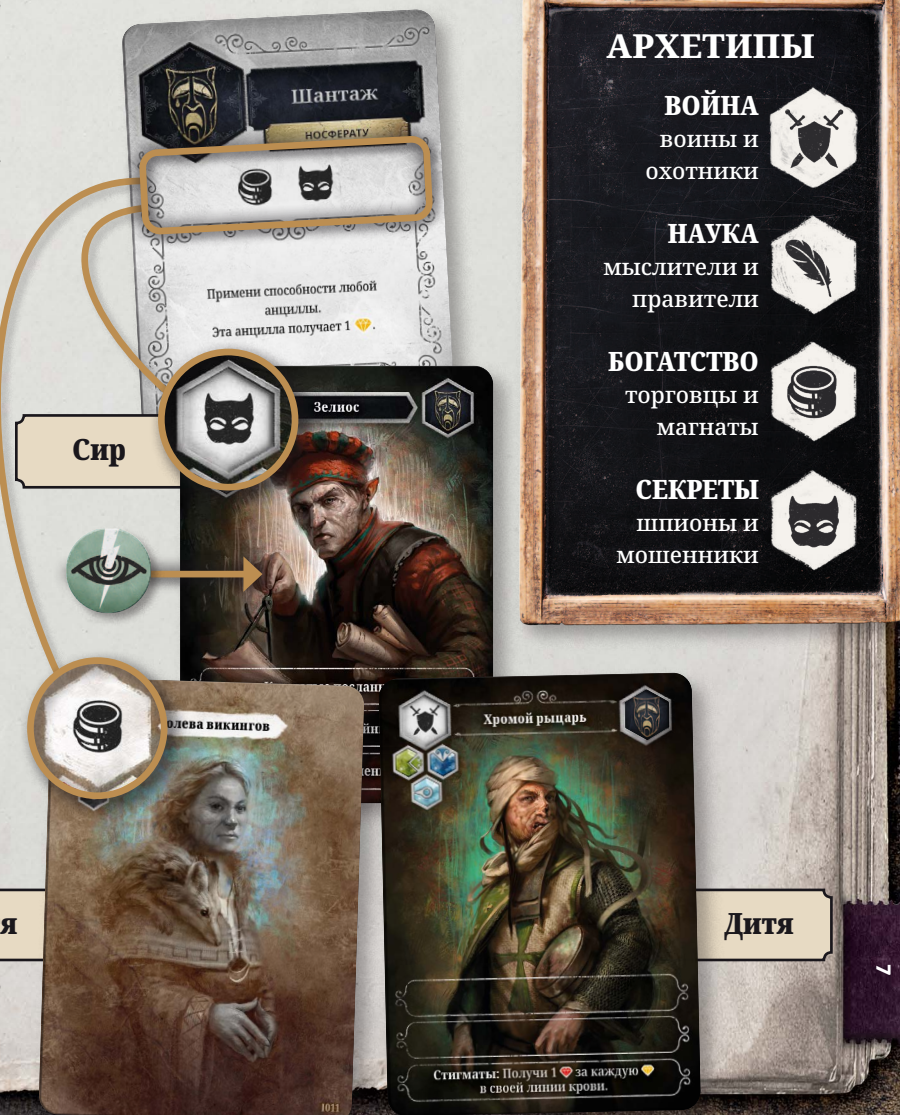 Шантаж
НОСФЕРАТУ
Примени способности любой
анциллы.
Эта анцилла получает 1
.
АРХЕТИПЫ
ВОЙНА
воины и
охотники
НАУКА
мыслители и
правители
БОГАТСТВО
торговцы и
магнаты
СЕКРЕТЫ
шпионы и
мошенники
Сир
Зелиос
олева викингов
Хромой рыцарь
я
Дитя
7
Стигматы: Получи 1 за каждую
в своей линии крови.